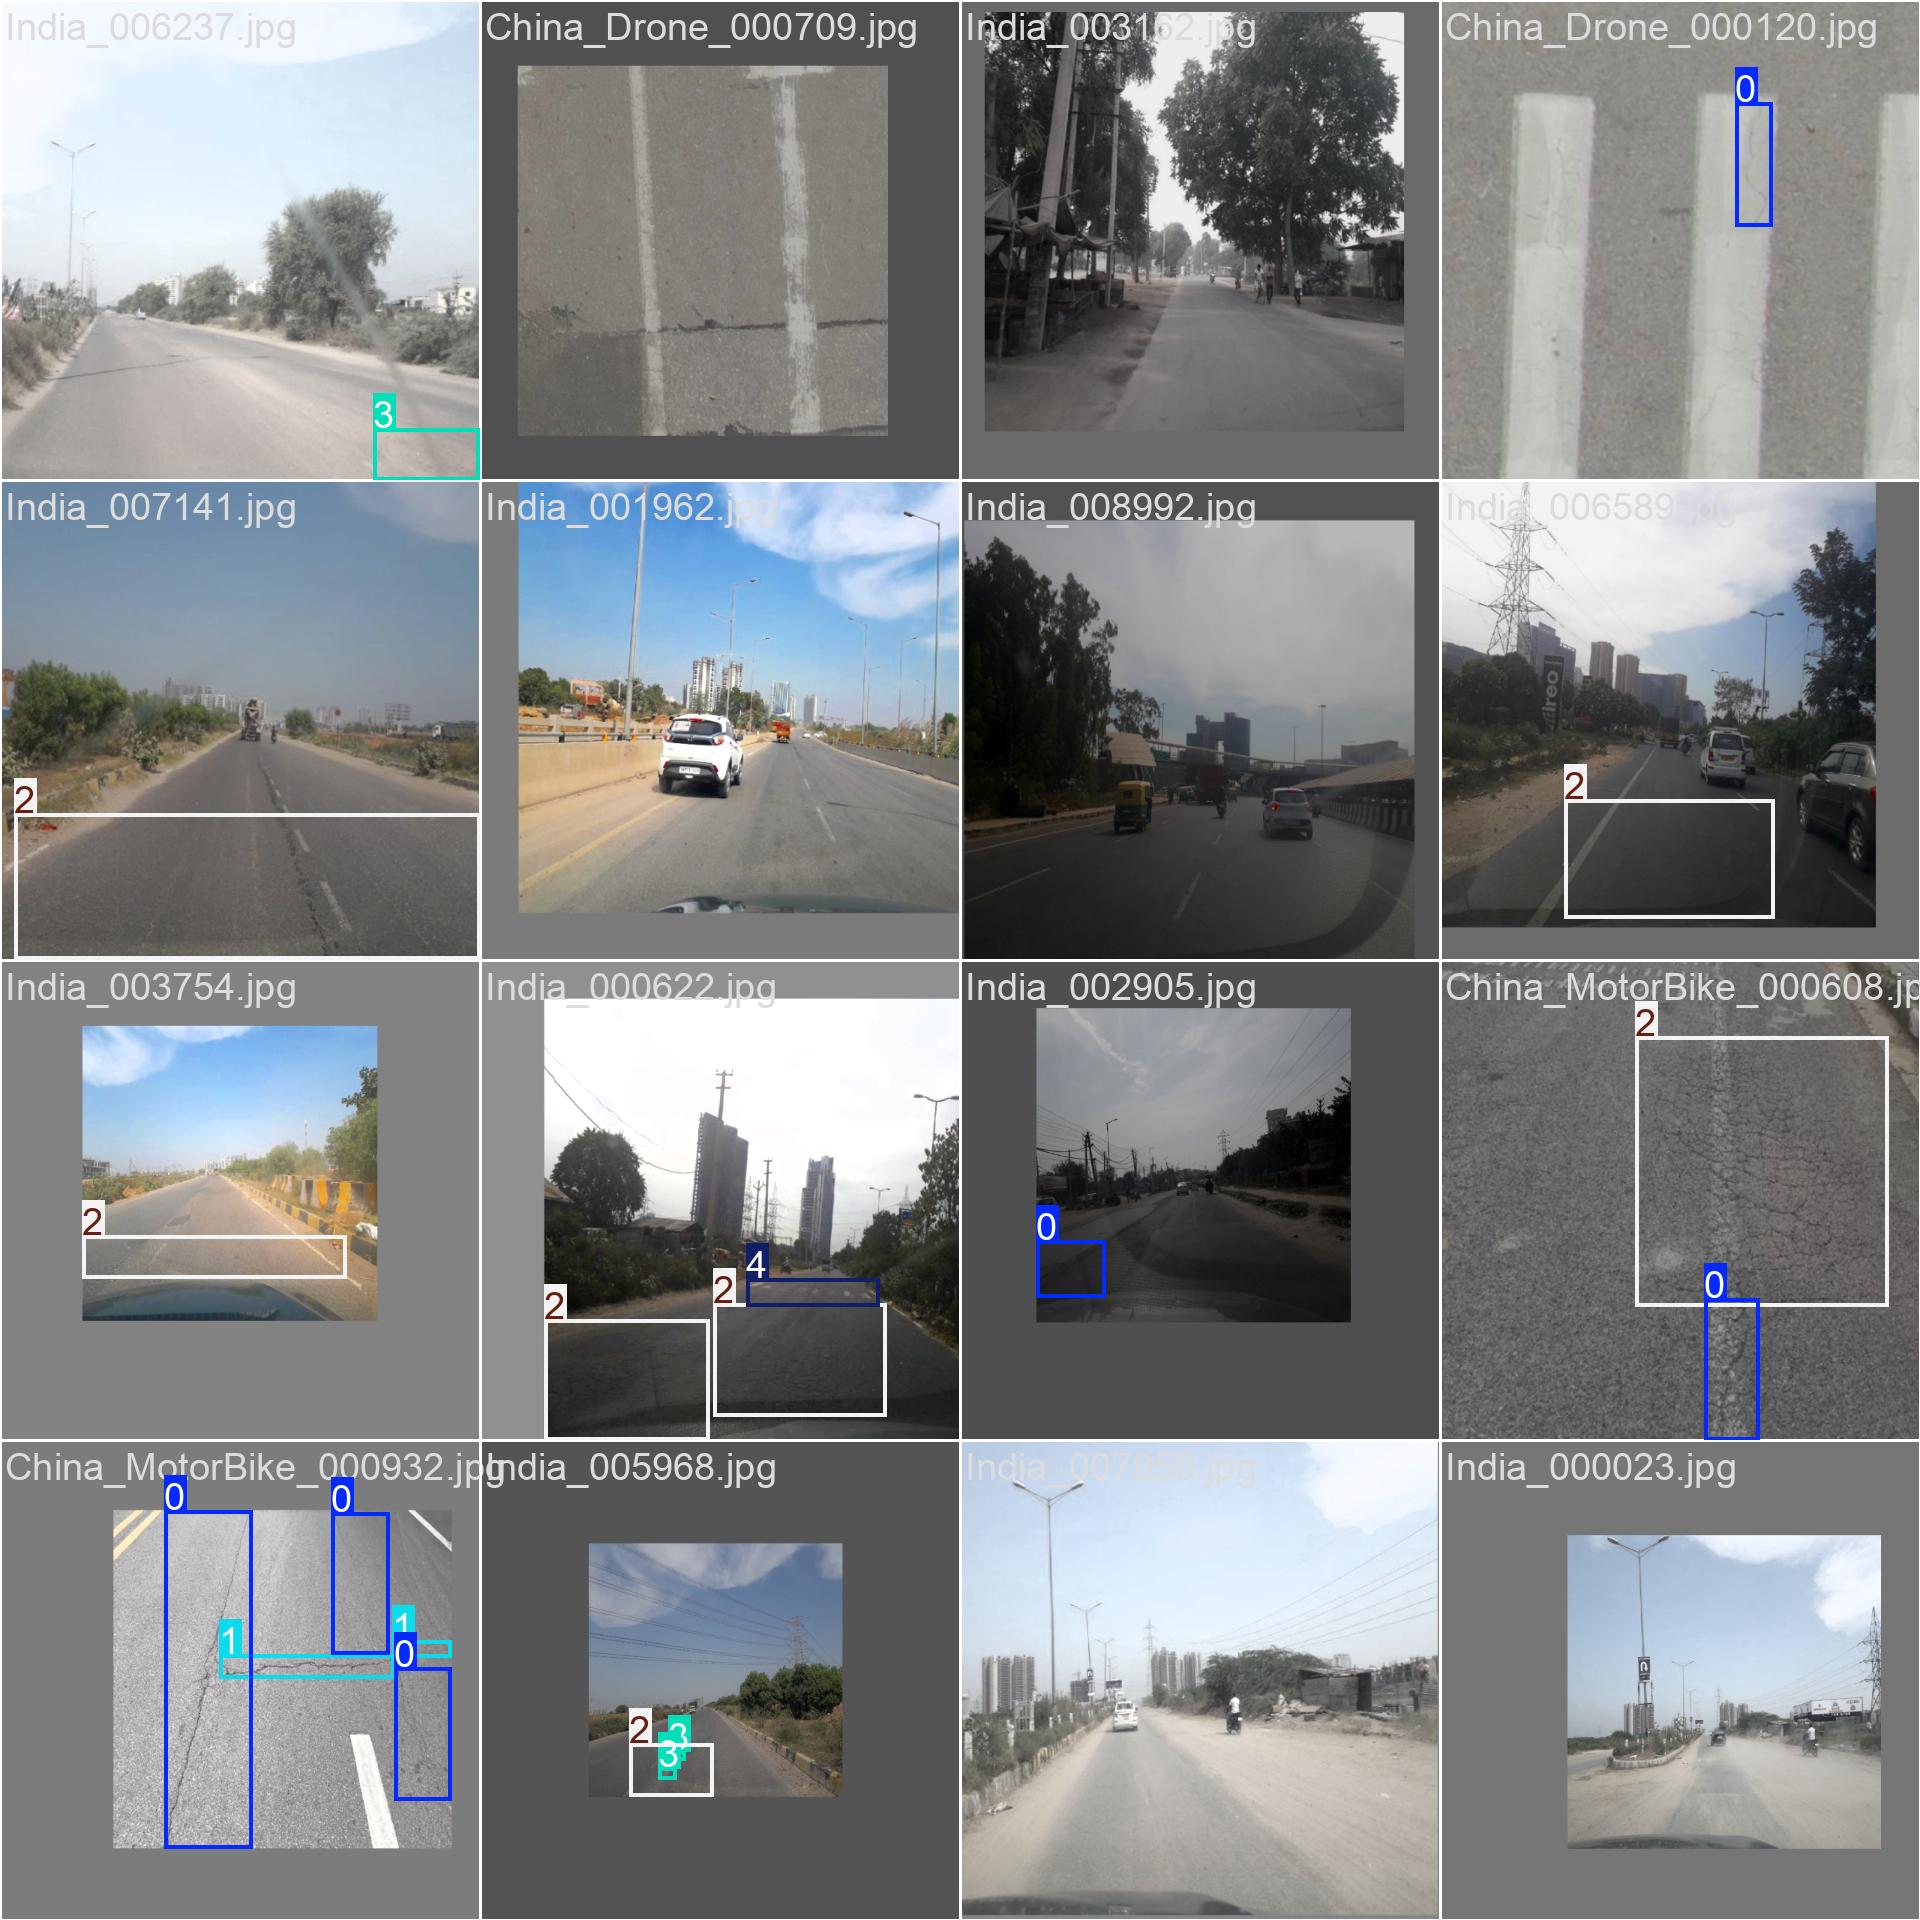 India_006237.jpg
China_Drone_000709.jpg
India_003162.jpg
China_Drone_000120.jpg
0
3
India_007141.jpg
India_001962.jpg
India_008992.jpg
India_006589.jpg
2
2
India_003754.jpg
India_000622.jpg
India_002905.jpg
China_MotorBike_000608.jp
2
2
4
2
2
0
0
China_MotorBike_000932.jpg
India_005968.jpg
India_007856.jpg
India_000023.jpg
0
0
1
1
0
2
3
3